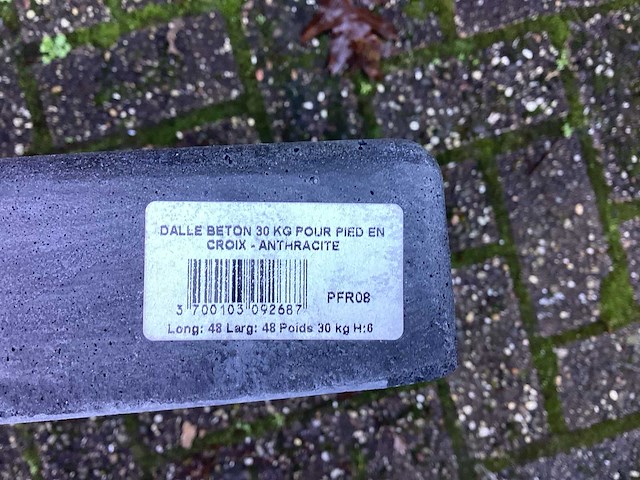 DALLE BETON 30 KG POUR PIED EN
CROIX - ANTHRACITE
PFR08
3 700103 092687
Long: 48 Larg: 48 Poids 30 kg H:6